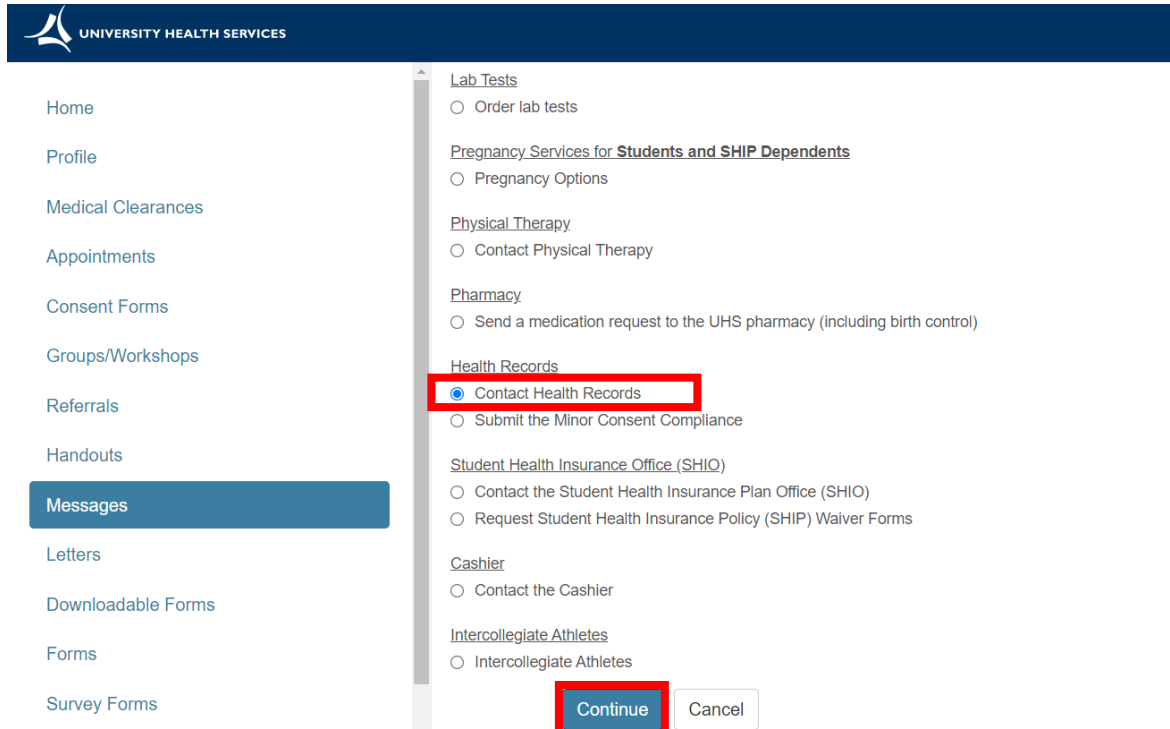 UNIVERSITY HEALTH SERVICES
Home
Profile
Medical Clearances
Appointments
Consent Forms
Groups/Workshops
Referrals
Handouts
Messages
Letters
Downloadable Forms
Forms
Survey Forms
Lab Tests
Order lab tests
Pregnancy Services for Students and SHIP Dependents
Pregnancy Options
Physical Therapy
Contact Physical Therapy
Pharmacy
Send a medication request to the UHS pharmacy (including birth control)
Health Records
Contact Health Records
Submit the Minor Consent Compliance
Student Health Insurance Office (SHIO)
Contact the Student Health Insurance Plan Office (SHIO)
Request Student Health Insurance Policy (SHIP) Waiver Forms
Cashier
Contact the Cashier
Intercollegiate Athletes
Intercollegiate Athletes
Continue
Cancel